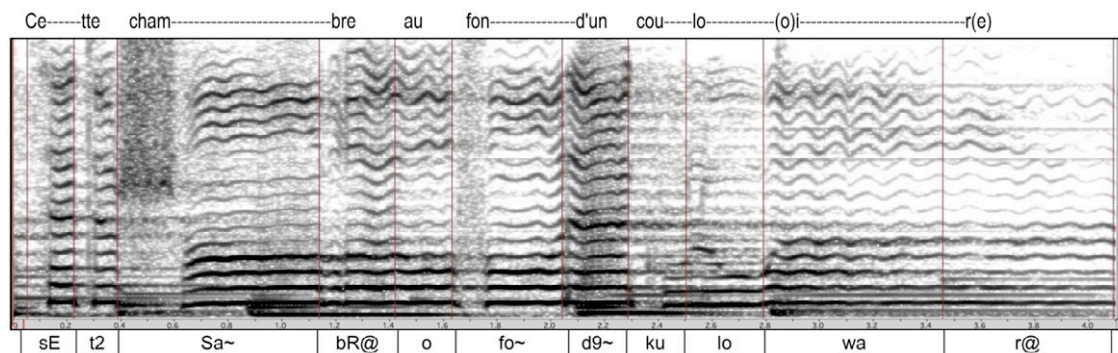 Ce-----tte cham---------------------bre au fon--------d'un cou----lo-------------(o)i-------------------r(e)
0 0.2 0.4 0.6 0.8 1.0 1.2 1.4 1.6 1.8 2.0 2.2 2.4 2.6 2.8 3.0 3.2 3.4 3.6 3.8 4.0
sE t2 Sa~ bR@ o fo~ d9~ ku lo wa r@